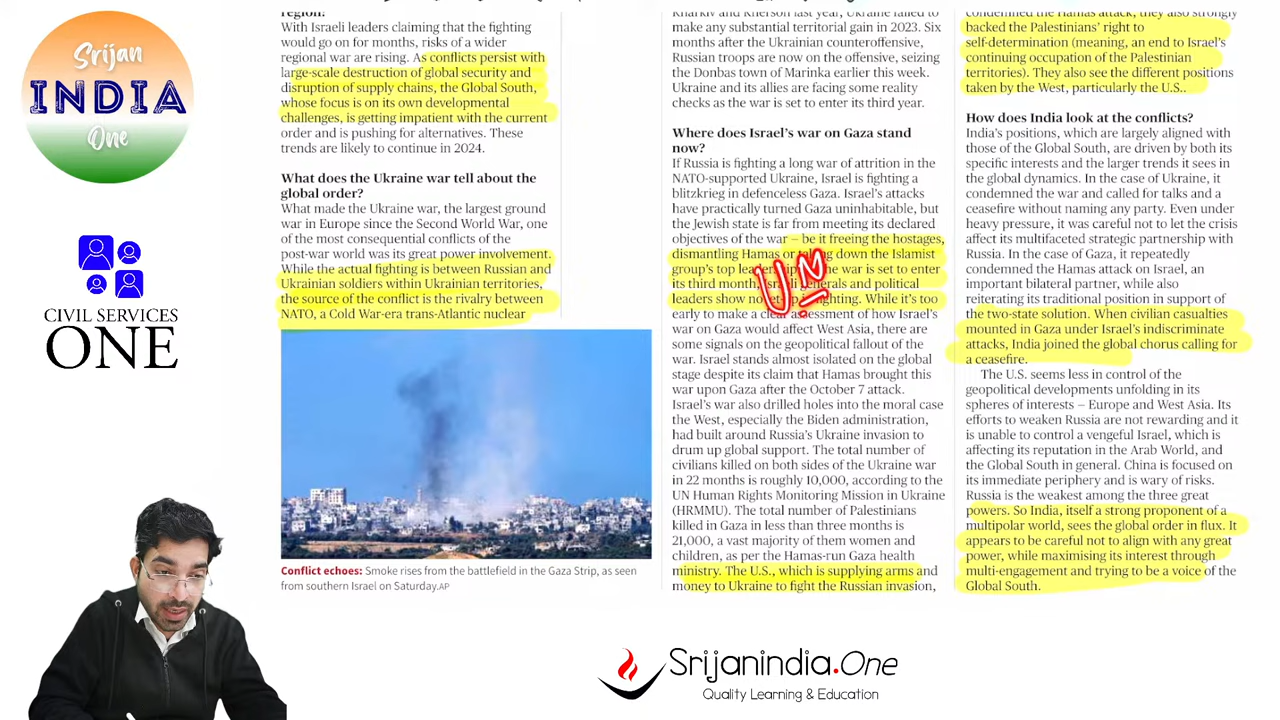 Srijan
INDIA
One
CIVIL SERVICES
ONE
region?
With Israeli leaders claiming that the fighting
would go on for months, risks of a wider
regional war are rising. As conflicts persist with
large-scale destruction of global security and
disruption of supply chains, the Global South,
whose focus is on its own developmental
challenges, is getting impatient with the current
order and is pushing for alternatives. These
trends are likely to continue in 2024.
What does the Ukraine war tell about the
global order?
What made the Ukraine war, the largest ground
war in Europe since the Second World War, one
of the most consequential conflicts of the
post-war world was its great power involvement.
While the actual fighting is between Russian and
Ukrainian soldiers within Ukrainian territories,
the source of the conflict is the rivalry between
NATO, a Cold War-era trans-Atlantic nuclear
Conflict echoes: Smoke rises from the battlefield in the Gaza Strip, as seen
from southern Israel on Saturday.AP
Kharkiv and Kherson last year, Ukraine failed to
make any substantial territorial gain in 2023. Six
months after the Ukrainian counteroffensive,
Russian troops are now on the offensive, seizing
the Donbas town of Marinka earlier this week.
Ukraine and its allies are facing some reality
checks as the war is set to enter its third year.
Where does Israel's war on Gaza stand
now?
If Russia is fighting a long war of attrition in the
NATO-supported Ukraine, Israel is fighting a
blitzkrieg in defenceless Gaza. Israel's attacks
have practically turned Gaza uninhabitable, but
the Jewish state is far from meeting its declared
objectives of the war – be it freeing the hostages,
dismantling Hamas or taking down the Islamist
group's top the war is set to enter
its third month, generals and political
leaders show no fighting. While it's too
early to make a clear assessment of how Israel's
war on Gaza would affect West Asia, there are
some signals on the geopolitical fallout of the
war. Israel stands almost isolated on the global
stage despite its claim that Hamas brought this
war upon Gaza after the October 7 attack.
Israel's war also drilled holes into the moral case
the West, especially the Biden administration,
had built around Russia's Ukraine invasion to
drum up global support. The total number of
civilians killed on both sides of the Ukraine war
in 22 months is roughly 10,000, according to the
UN Human Rights Monitoring Mission in Ukraine
(HRMMU). The total number of Palestinians
killed in Gaza in less than three months is
21,000, a vast majority of them women and
children, as per the Hamas-run Gaza health
ministry. The U.S., which is supplying arms and
money to Ukraine to fight the Russian invasion,
UN
condemned the Hamas attack, they also strongly
backed the Palestinians' right to
self-determination (meaning, an end to Israel's
continuing occupation of the Palestinian
territories). They also see the different positions
taken by the West, particularly the U.S..
How does India look at the conflicts?
India's positions, which are largely aligned with
those of the Global South, are driven by both its
specific interests and the larger trends it sees in
the global dynamics. In the case of Ukraine, it
condemned the war and called for talks and a
ceasefire without naming any party. Even under
heavy pressure, it was careful not to let the crisis
affect its multifaceted strategic partnership with
Russia. In the case of Gaza, it repeatedly
condemned the Hamas attack on Israel, an
important bilateral partner, while also
reiterating its traditional position in support of
the two-state solution. When civilian casualties
mounted in Gaza under Israel's indiscriminate
attacks, India joined the global chorus calling for
a ceasefire.
The U.S. seems less in control of the
geopolitical developments unfolding in its
spheres of interests – Europe and West Asia. Its
efforts to weaken Russia are not rewarding and it
is unable to control a vengeful Israel, which is
affecting its reputation in the Arab World, and
the Global South in general. China is focused on
its immediate periphery and is wary of risks.
Russia is the weakest among the three great
powers. So India, itself a strong proponent of a
multipolar world, sees the global order in flux. It
appears to be careful not to align with any great
power, while maximising its interest through
multi-engagement and trying to be a voice of the
Global South.
Srijanindia.One
Quality Learning & Education